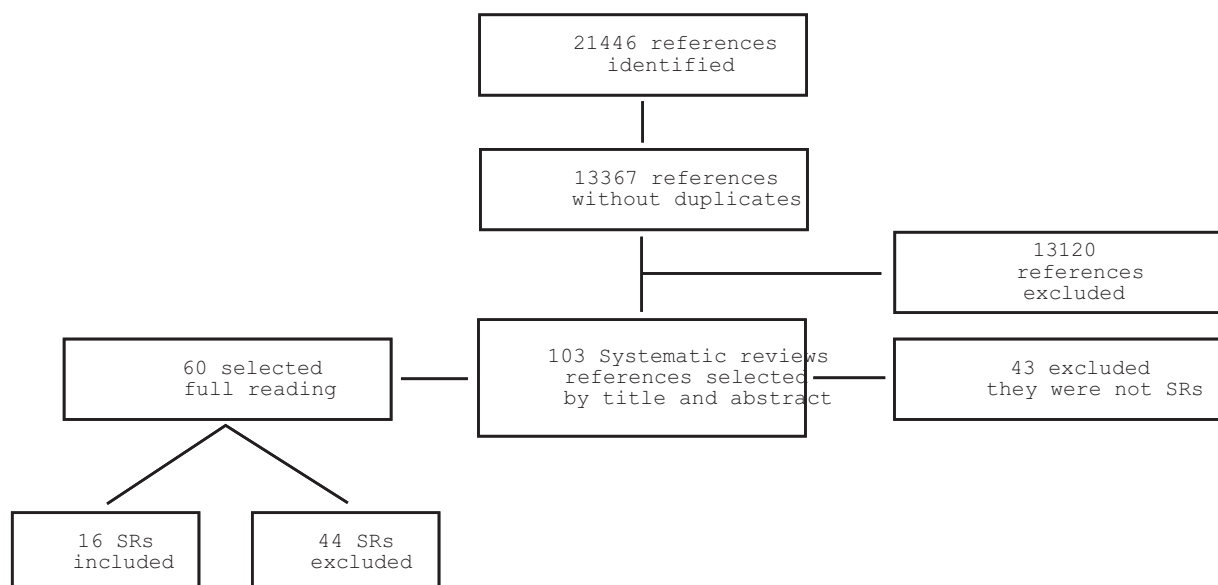 21446 references
identified
13367 references
without duplicates
13120
references
excluded
103 Systematic reviews
references selected
by title and abstract
60 selected
full reading
43 excluded
they were not SRs
16 SRs
included
44 SRs
excluded